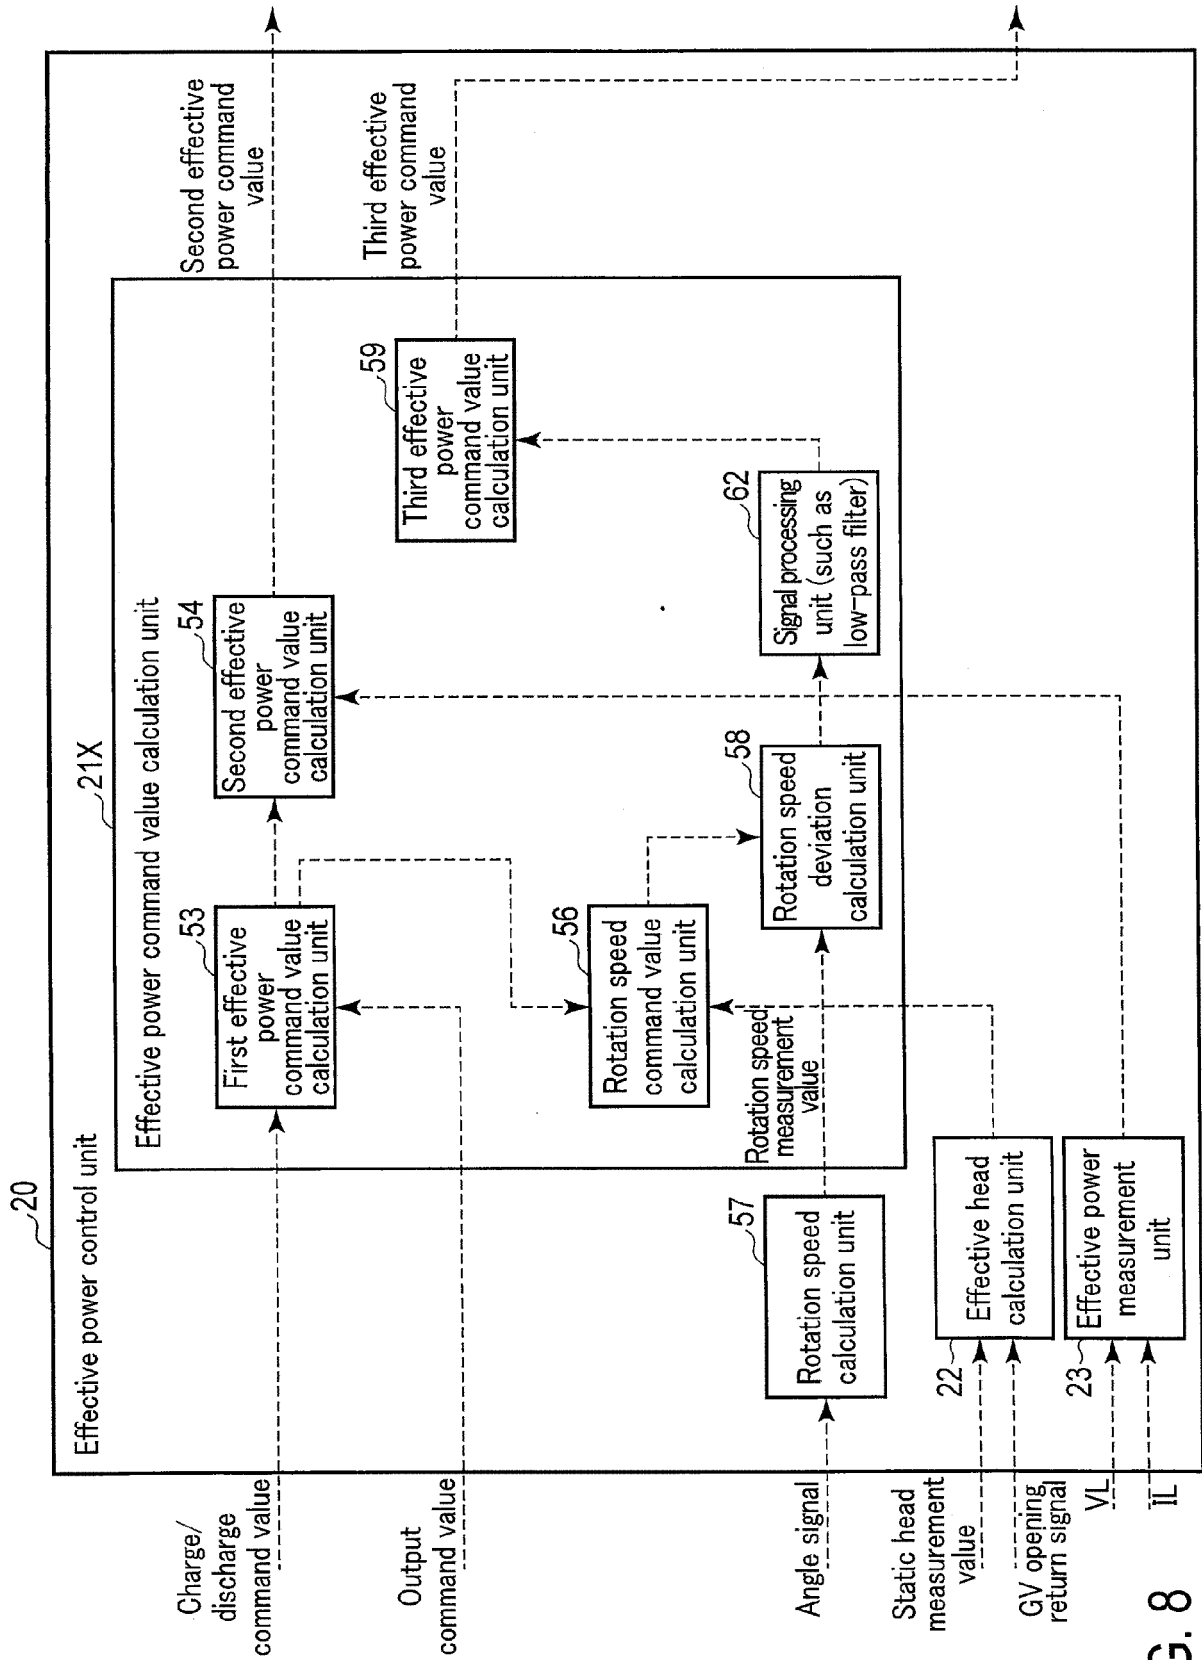 20
Effective power control unit
21X
Effective power command value calculation unit
Charge/
discharge
command value
Output
command value
Angle signal
Static head
measurement
value
GV opening
return signal
VL
IL
53
First effective
power
command value
calculation unit
54
Second effective
power
command value
calculation unit
Second effective
power command
value
56
Rotation speed
command value
calculation unit
57
Rotation speed
calculation unit
Rotation speed
measurement
value
58
Rotation speed
deviation
calculation unit
62
Signal processing
unit (such as
low-pass filter)
59
Third effective
power
command value
calculation unit
Third effective
power command
value
22
Effective head
calculation unit
23
Effective power
measurement
unit
G. 8